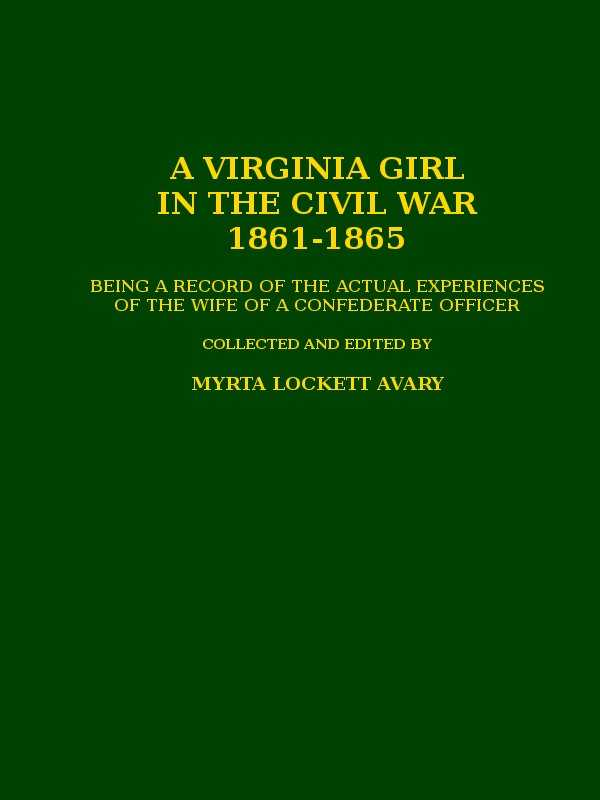 A VIRGINIA GIRL
IN THE CIVIL WAR
1861-1865
BEING A RECORD OF THE ACTUAL EXPERIENCES
OF THE WIFE OF A CONFEDERATE OFFICER
COLLECTED AND EDITED BY
MYRTA LOCKETT AVARY